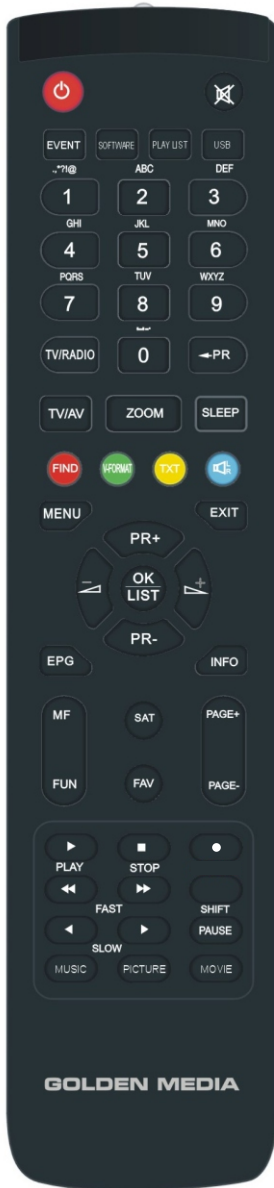 EVENT SOFTWARE PLAY LIST USB
.,*?!@ ABC DEF
1 2 3
GHI JKL MNO
4 5 6
PQRS TUV WXYZ
7 8 9
TV/RADIO 0 ◄PR
TV/AV ZOOM SLEEP
FIND V-FORMAT TXT
MENU EXIT
PR+
- OK +
LIST
PR-
EPG INFO
MF SAT PAGE+
FUN FAV PAGE-
PLAY STOP
FAST SHIFT
PAUSE
SLOW
MUSIC PICTURE MOVIE
GOLDEN MEDIA